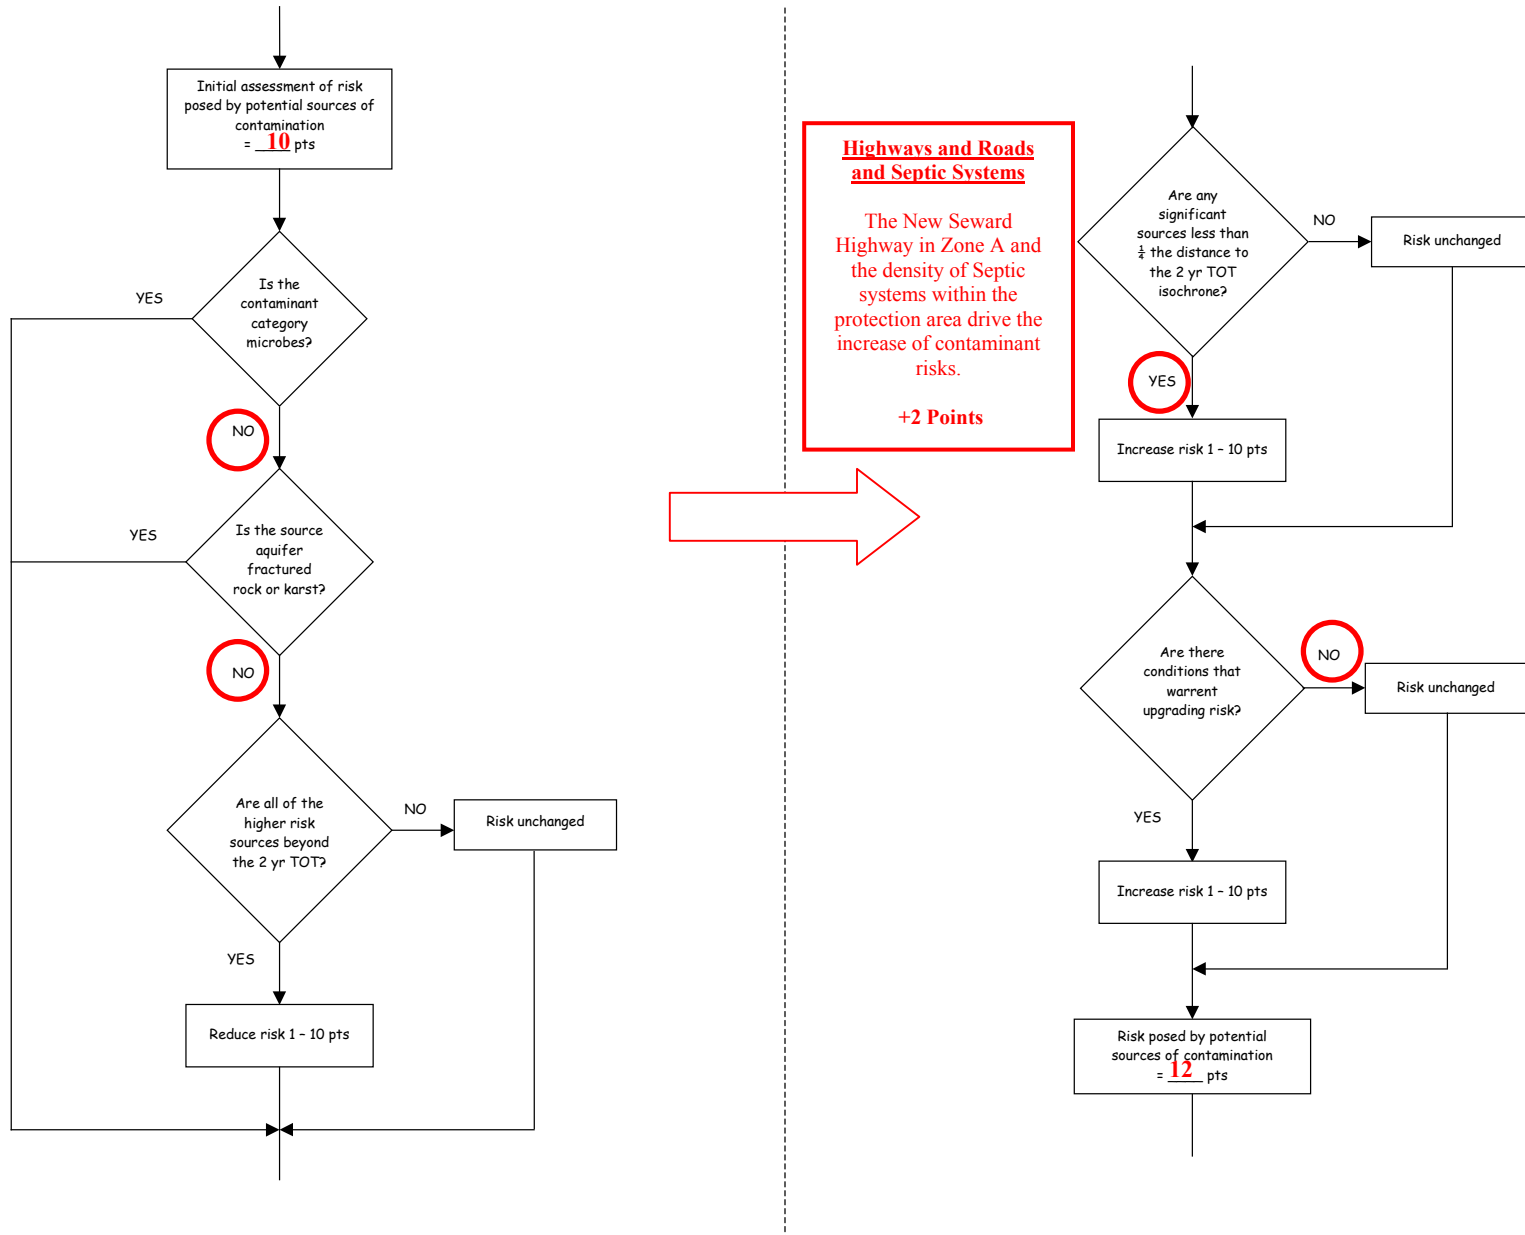 Initial assessment of risk
posed by potential sources of
contamination
= 10 pts
Is the
contaminant
category
microbes?
YES
NO
Is the source
aquifer
fractured
rock or karst?
YES
NO
Are all of the
higher risk
sources beyond
the 2 yr TOT?
NO
Risk unchanged
YES
Reduce risk 1 – 10 pts
Highways and Roads
and Septic Systems
The New Seward
Highway in Zone A and
the density of Septic
systems within the
protection area drive the
increase of contaminant
risks.
+2 Points
Are any
significant
sources less than
¼ the distance to
the 2 yr TOT
isochrone?
NO
Risk unchanged
YES
Increase risk 1 – 10 pts
Are there
conditions that
warrent
upgrading risk?
NO
Risk unchanged
YES
Increase risk 1 – 10 pts
Risk posed by potential
sources of contamination
= 12 pts